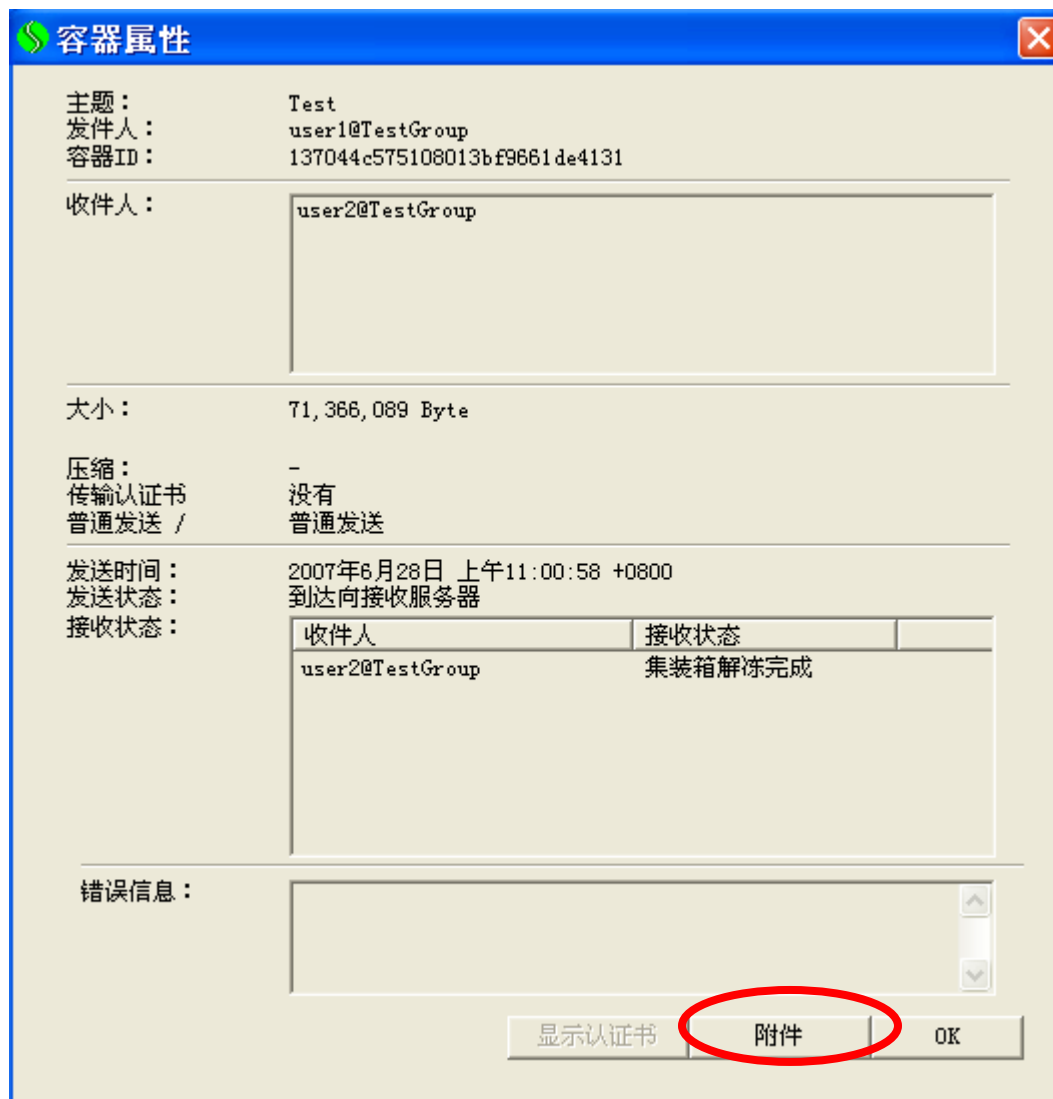 容器属性
主题： Test
发件人： user1@TestGroup
容器ID： 137044c575108013bf9661de4131
收件人： user2@TestGroup
大小： 71,366,089 Byte
压缩： -
传输认证书 没有
普通发送 / 普通发送
发送时间： 2007年6月28日 上午11:00:58 +0800
发送状态： 到达向接收服务器
接收状态： 收件人 接收状态
user2@TestGroup 集装箱解冻完成
错误信息：
显示认证书 附件 OK